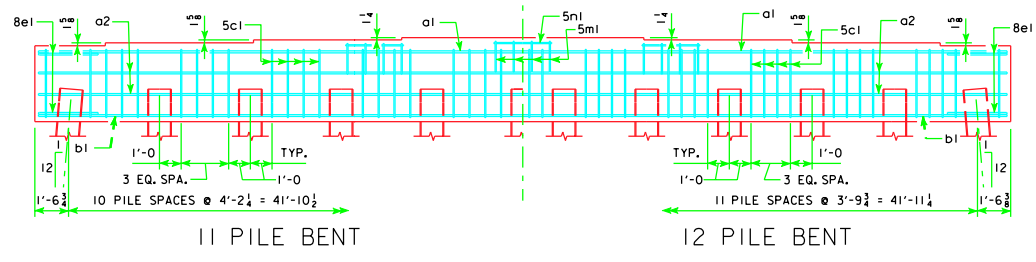 8e1 1 5/8 a2 1 5/8 1/4 a1 5n1 1/4 a1 1 5/8 a2 1 5/8 8e1
5c1 5m1 5c1
b1 b1
1 12 1'-0 TYP. TYP. 1'-0 1 12
3 EQ. SPA. 1'-0 1'-0 3 EQ. SPA.
1'-6 3/4 10 PILE SPACES @ 4'-2 1/4 = 41'-10 1/2 11 PILE SPACES @ 3'-9 3/4 = 41'-11 1/4 1'-6 3/8
11 PILE BENT 12 PILE BENT